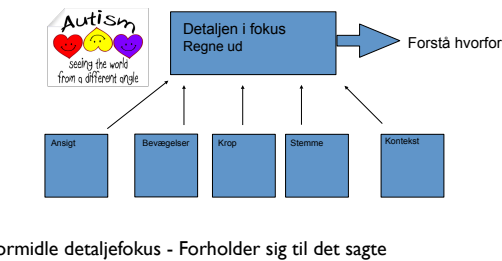 Autism
seeing the world
from a different angle
Detaljen i fokus
Regne ud
Forstå hvorfor
Ansigt
Bevægelser
Krop
Stemme
Kontekst
ormidle detaljefokus - Forholder sig til det sagte